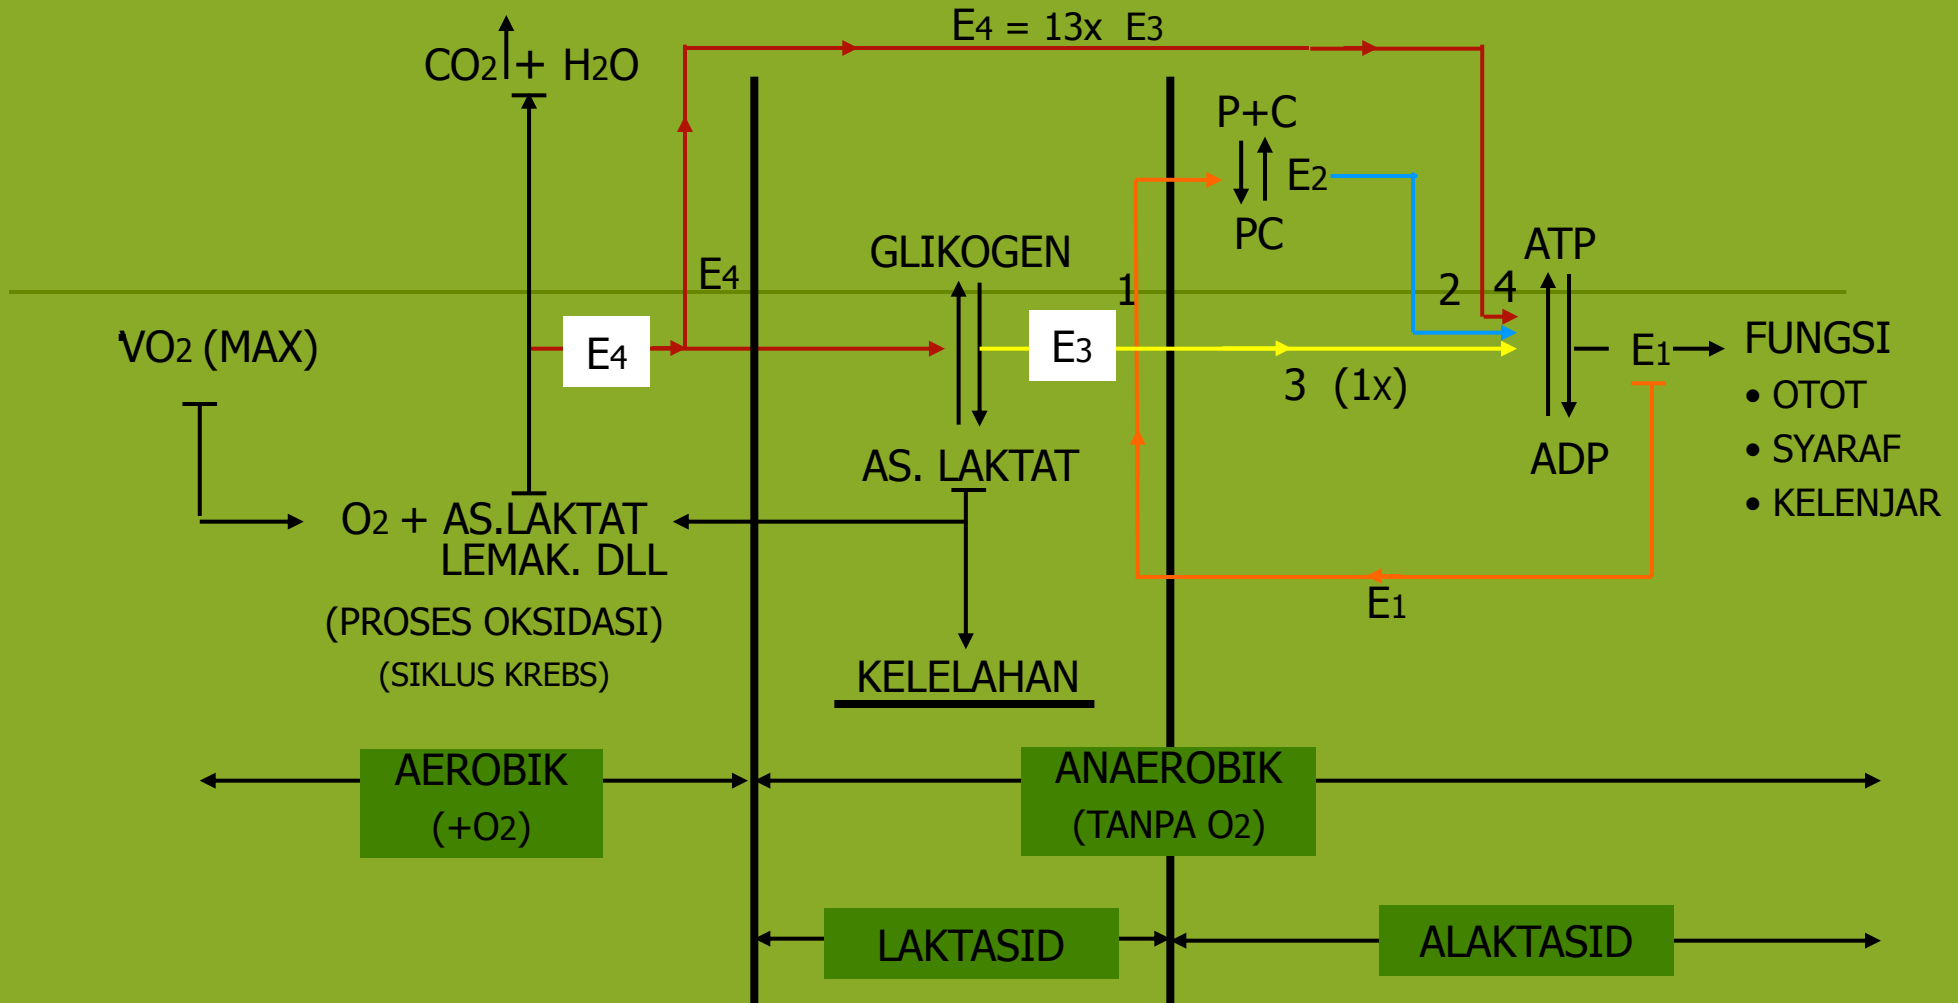 E4 = 13x E3
CO2 + H2O
P+C
E2
PC
GLIKOGEN
ATP
E4
1
2
4
V̇O2 (MAX)
E4
E3
E1
FUNGSI
3 (1x)
• OTOT
• SYARAF
• KELENJAR
AS. LAKTAT
ADP
O2 + AS.LAKTAT
LEMAK. DLL
E1
(PROSES OKSIDASI)
(SIKLUS KREBS)
KELELAHAN
AEROBIK
(+O2)
ANAEROBIK
(TANPA O2)
LAKTASID
ALAKTASID